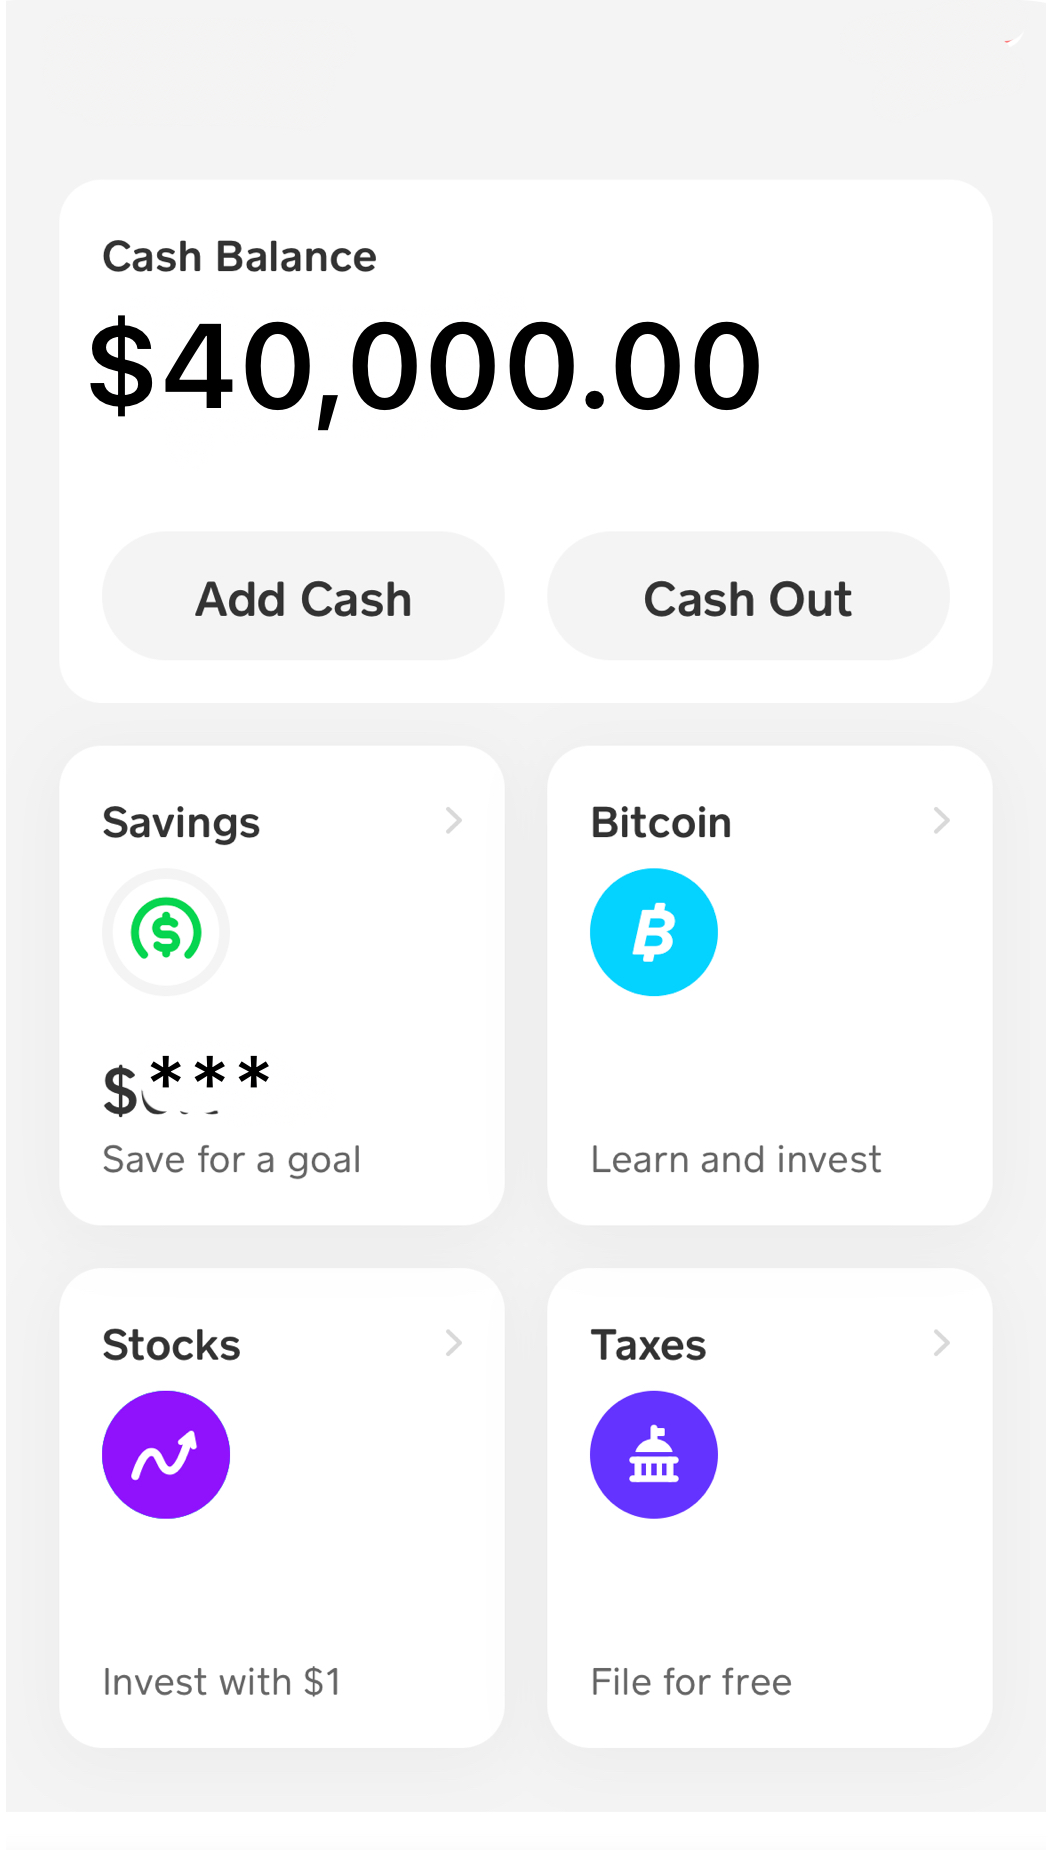 Cash Balance
$40,000.00
Add Cash
Cash Out
Savings
Bitcoin
$***
Save for a goal
Learn and invest
Stocks
Taxes
Invest with $1
File for free